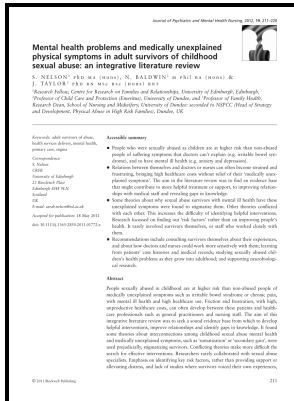 Journal of Psychiatric and Mental Health Nursing, 2012, 19, 211–220
Mental health problems and medically unexplained
physical symptoms in adult survivors of childhood
sexual abuse: an integrative literature review
S. NELSON¹ PhD MA (HONS), N. BALDWIN² M Phil BA (HONS) &
J. TAYLOR³ PhD RN MSc BSc (HONS) RNT
¹Research Fellow, Centre for Research on Families and Relationships, University of Edinburgh, Edinburgh,
²Professor of Child Care and Protection (Emeritus), University of Dundee, and ³Professor of Family Health,
Research Dean, School of Nursing and Midwifery, University of Dundee: seconded to NSPCC (Head of Strategy
and Development, Physical Abuse in High Risk Families), Dundee, UK
Keywords: adult survivors of abuse,
health services delivery, mental health,
primary care, stigma
Correspondence:
S. Nelson
CRFR
University of Edinburgh
23 Buccleuch Place
Edinburgh EH8 9LN
Scotland
UK
E-mail: sarah.nelson@ed.ac.uk
Accepted for publication: 18 May 2011
doi: 10.1111/j.1365-2850.2011.01772.x
Accessible summary
• People who were sexually abused as children are at higher risk than non-abused
people of suffering symptoms that doctors can't explain (e.g. irritable bowel syn-
drome), and to have mental ill health (e.g. anxiety and depression).
• Relations between these patients and doctors or nurses can often become strained and
frustrating, bringing high healthcare costs without relief of their 'medically unex-
plained symptoms'. The aim in the literature review was to find an evidence base
that might contribute to more helpful treatment or support, to improving relation-
ships with medical staff and revealing gaps in knowledge.
• Some theories about why sexual abuse survivors with mental ill health have these
unexplained symptoms were found to stigmatize them. Other theories conflicted
with each other. This increases the difficulty of identifying helpful interventions.
Research focused on finding out 'risk factors' rather than on improving people's
health. It rarely involved survivors themselves, or staff who worked closely with
them.
• Recommendations include consulting survivors themselves about their experiences,
and about how doctors and nurses could work more sensitively with them; learning
from patients' case histories and medical records; studying sexually abused chil-
dren's health problems as they grow into adulthood; and supporting neurobiologi-
cal research.
Abstract
People sexually abused in childhood are at higher risk than non-abused people of
medically unexplained symptoms such as irritable bowel syndrome or chronic pain,
with mental ill health and high healthcare use. Friction and frustration, with high,
unproductive healthcare costs, can often develop between these patients and health-
care professionals such as general practitioners and nursing staff. The aim of this
integrative literature review was to seek a sound evidence base from which to develop
helpful interventions, improve relationships and identify gaps in knowledge. It found
some theories about interconnections among childhood sexual abuse mental health
and medically unexplained symptoms, such as 'somatization' or 'secondary gain', were
used prejudicially, stigmatizing survivors. Conflicting theories make more difficult the
search for effective interventions. Researchers rarely collaborated with sexual abuse
specialists. Emphasis on identifying key risk factors, rather than providing support or
alleviating distress, and lack of studies where survivors voiced their own experiences,
© 2011 Blackwell Publishing
211